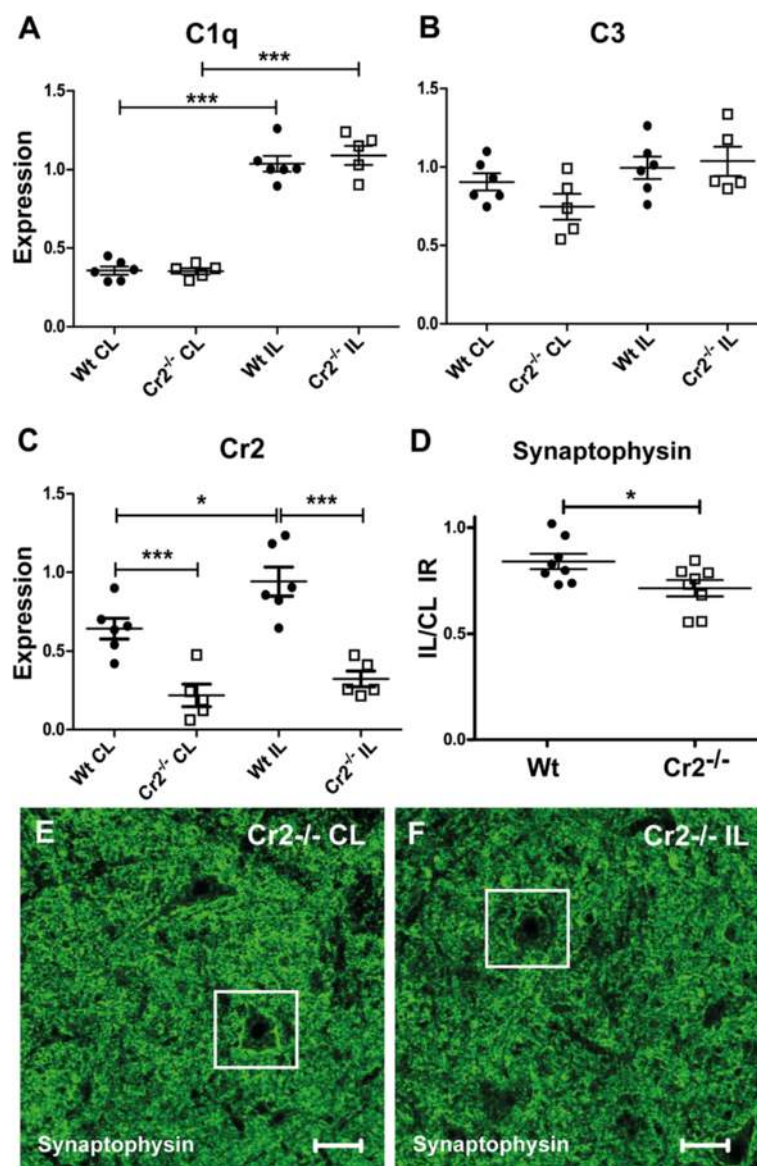 A
C1q
***
***
Expression
1.5
1.0
0.5
0.0
Wt CL
Cr2-/- CL
Wt IL
Cr2-/- IL
B
C3
1.5
1.0
0.5
0.0
Wt CL
Cr2-/- CL
Wt IL
Cr2-/- IL
C
Cr2
*
***
***
Expression
1.5
1.0
0.5
0.0
Wt CL
Cr2-/- CL
Wt IL
Cr2-/- IL
D
Synaptophysin
*
IL/CL IR
1.0
0.5
0.0
Wt
Cr2-/-
E
Cr2-/- CL
Synaptophysin
F
Cr2-/- IL
Synaptophysin